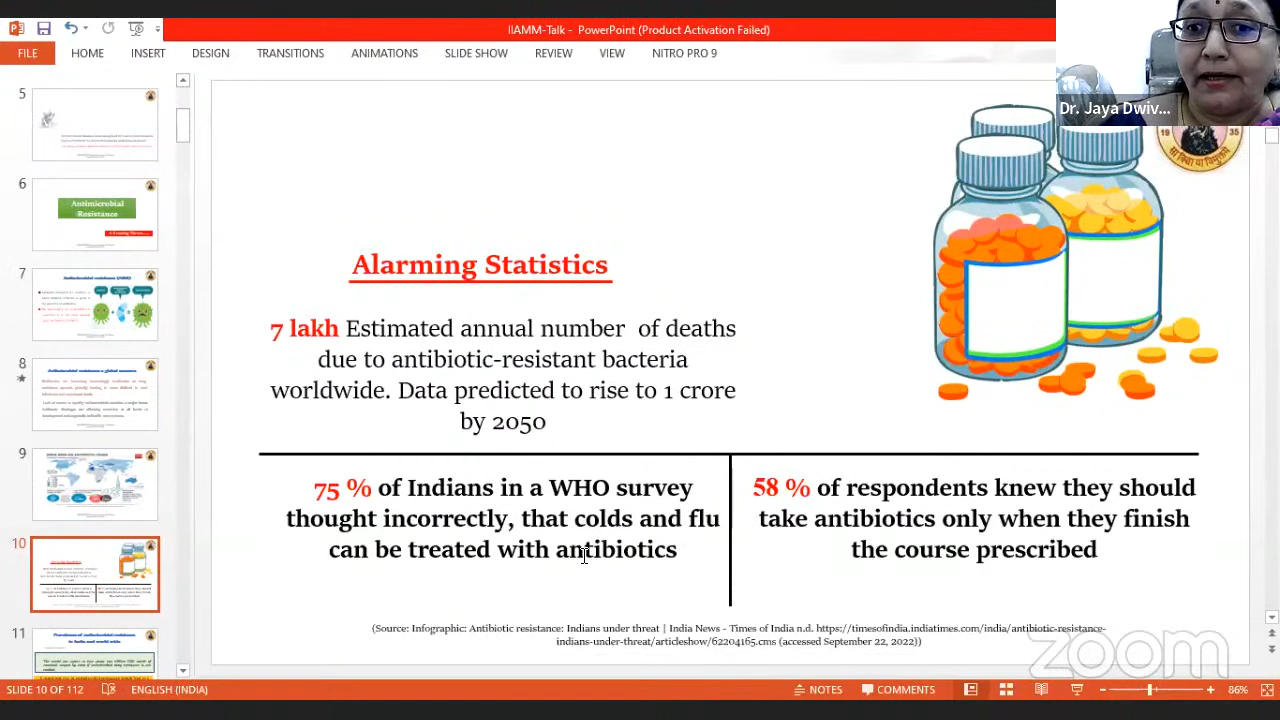 IIAMM-Talk - PowerPoint (Product Activation Failed)
FILE HOME INSERT DESIGN TRANSITIONS ANIMATIONS SLIDE SHOW REVIEW VIEW NITRO PRO 9
Dr. Jaya Dwiv...
19 35
सा विद्या या विमुक्तये
5
6
Antimicrobial
Resistance
7
8
9
10
11
Alarming Statistics
7 lakh Estimated annual number of deaths
due to antibiotic-resistant bacteria
worldwide. Data predicted to rise to 1 crore
by 2050
75 % of Indians in a WHO survey
thought incorrectly, that colds and flu
can be treated with antibiotics
58 % of respondents knew they should
take antibiotics only when they finish
the course prescribed
(Source: Infographic: Antibiotic resistance: Indians under threat | India News - Times of India n.d. https://timesofindia.indiatimes.com/india/antibiotic-resistance-
indians-under-threat/articleshow/62204165.cms (accessed September 22, 2022))
zoom
SLIDE 10 OF 112 ENGLISH (INDIA) NOTES COMMENTS 86%